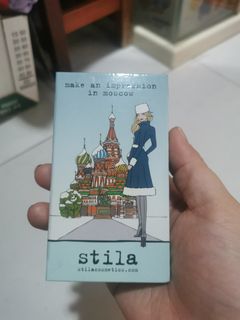 make an impression
in moscow
stila
stilacosmetics.com